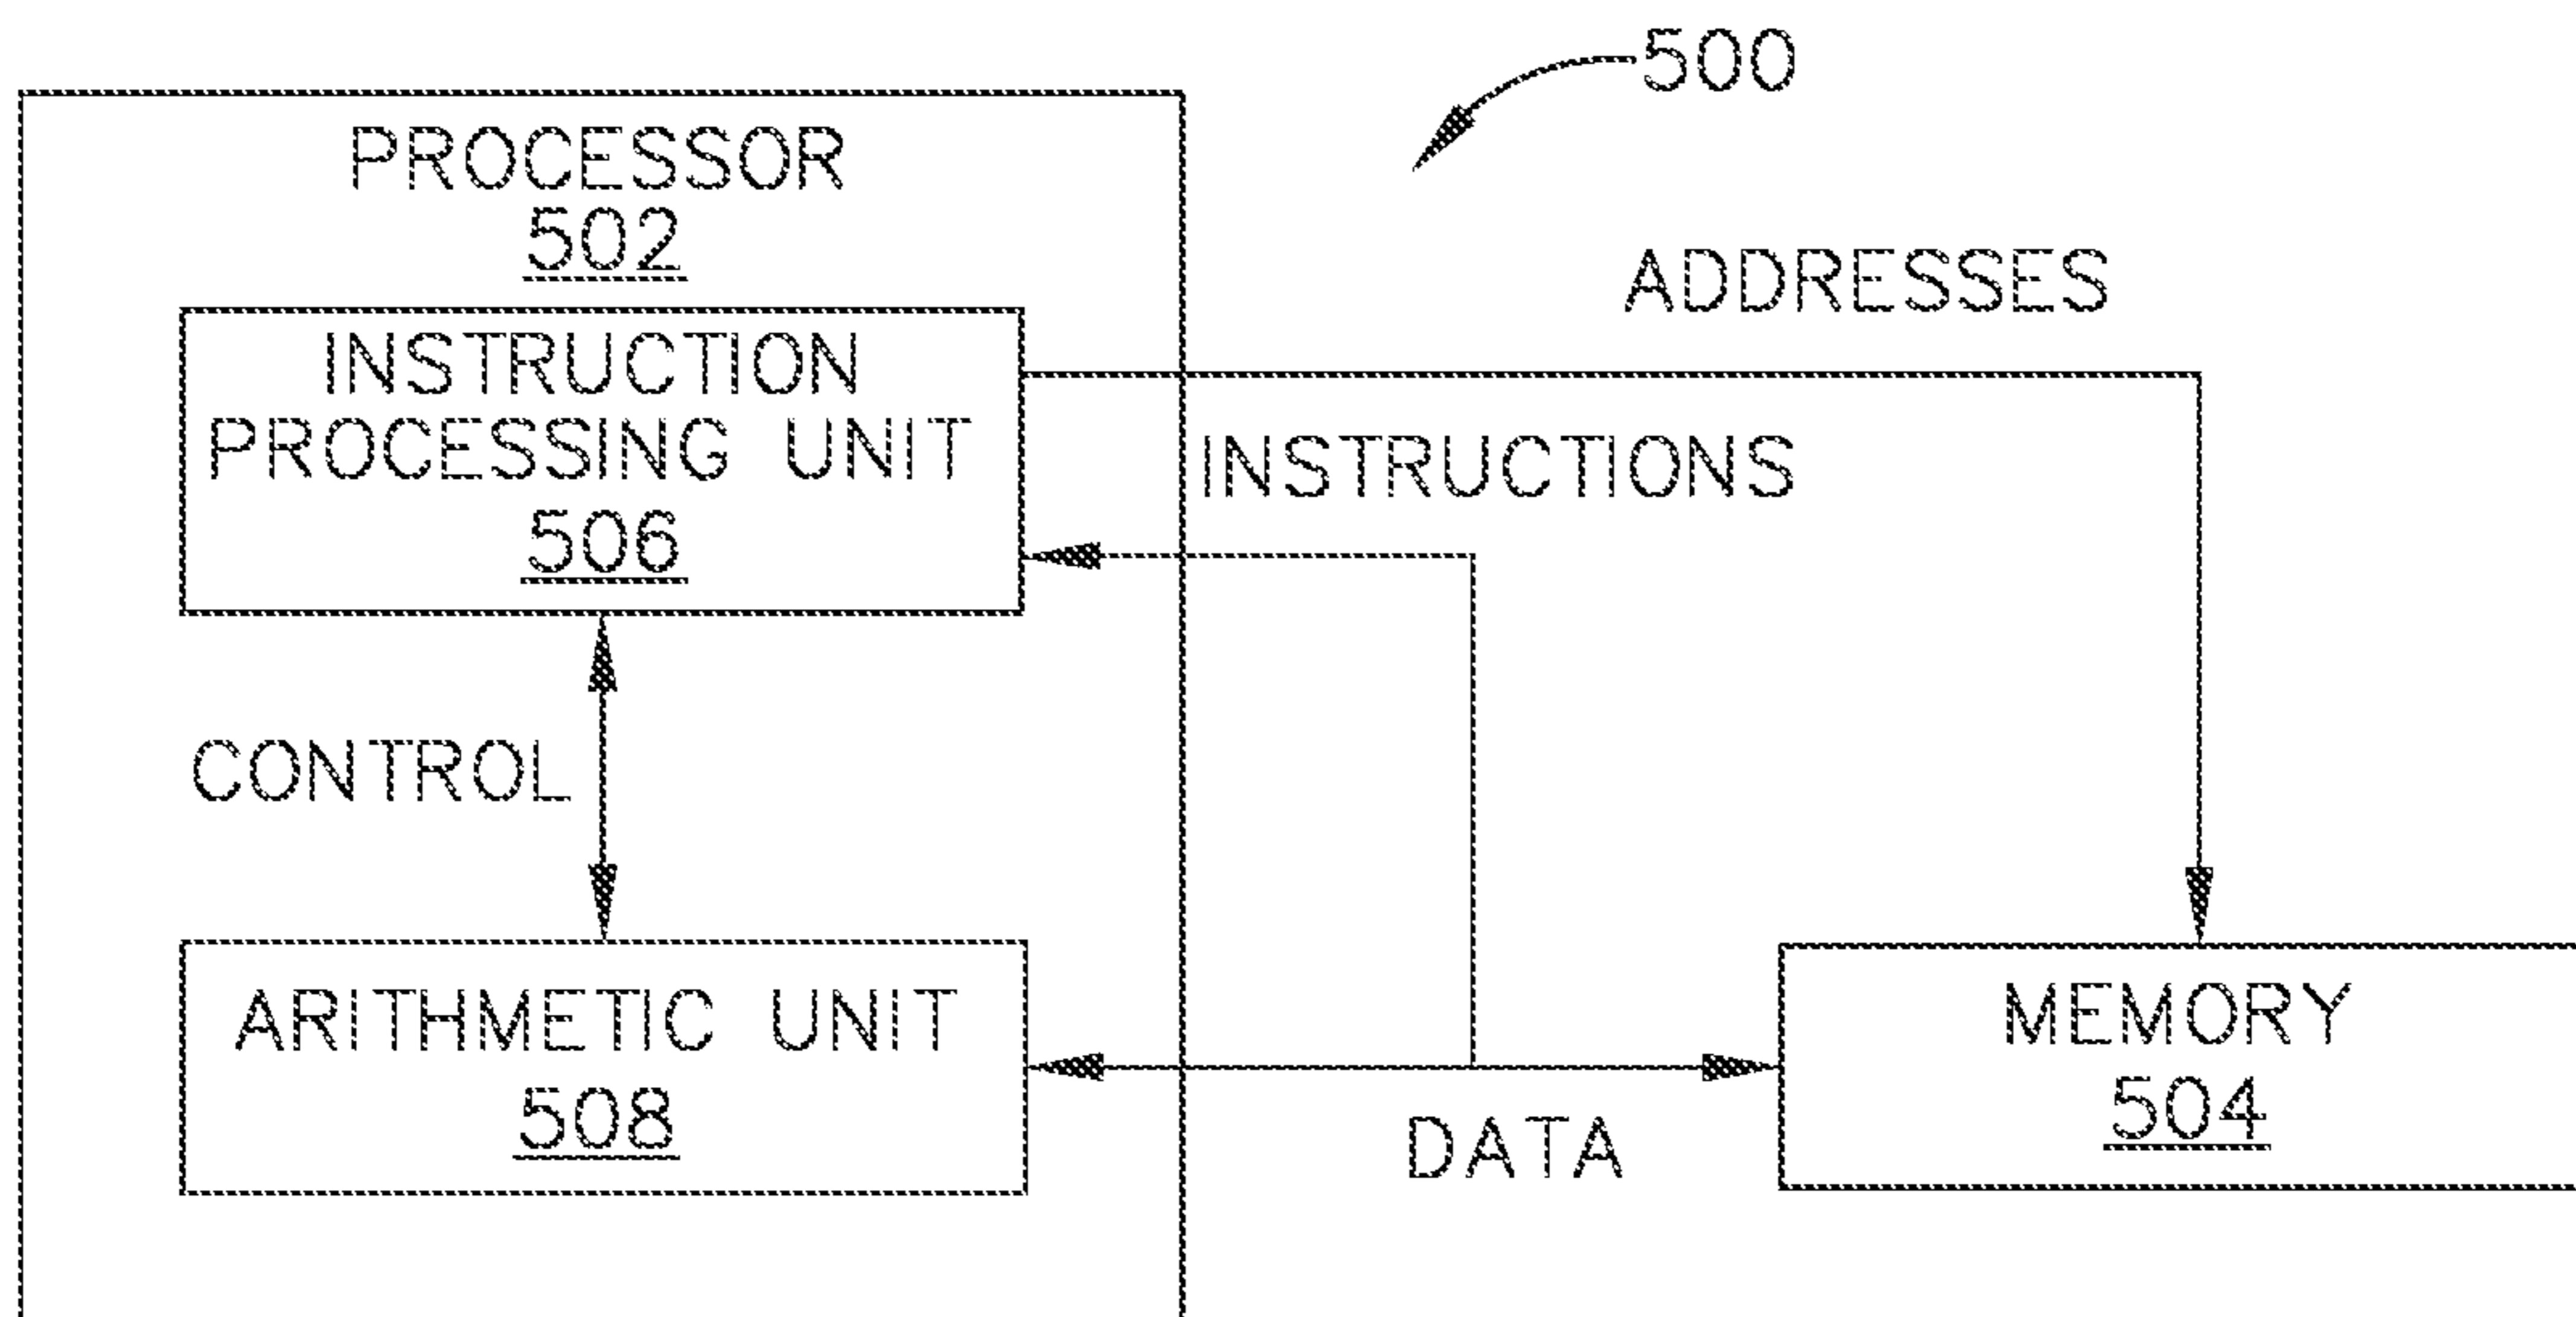 500
PROCESSOR
502
ADDRESSES
INSTRUCTION
PROCESSING UNIT
506
INSTRUCTIONS
CONTROL
ARITHMETIC UNIT
508
DATA
MEMORY
504